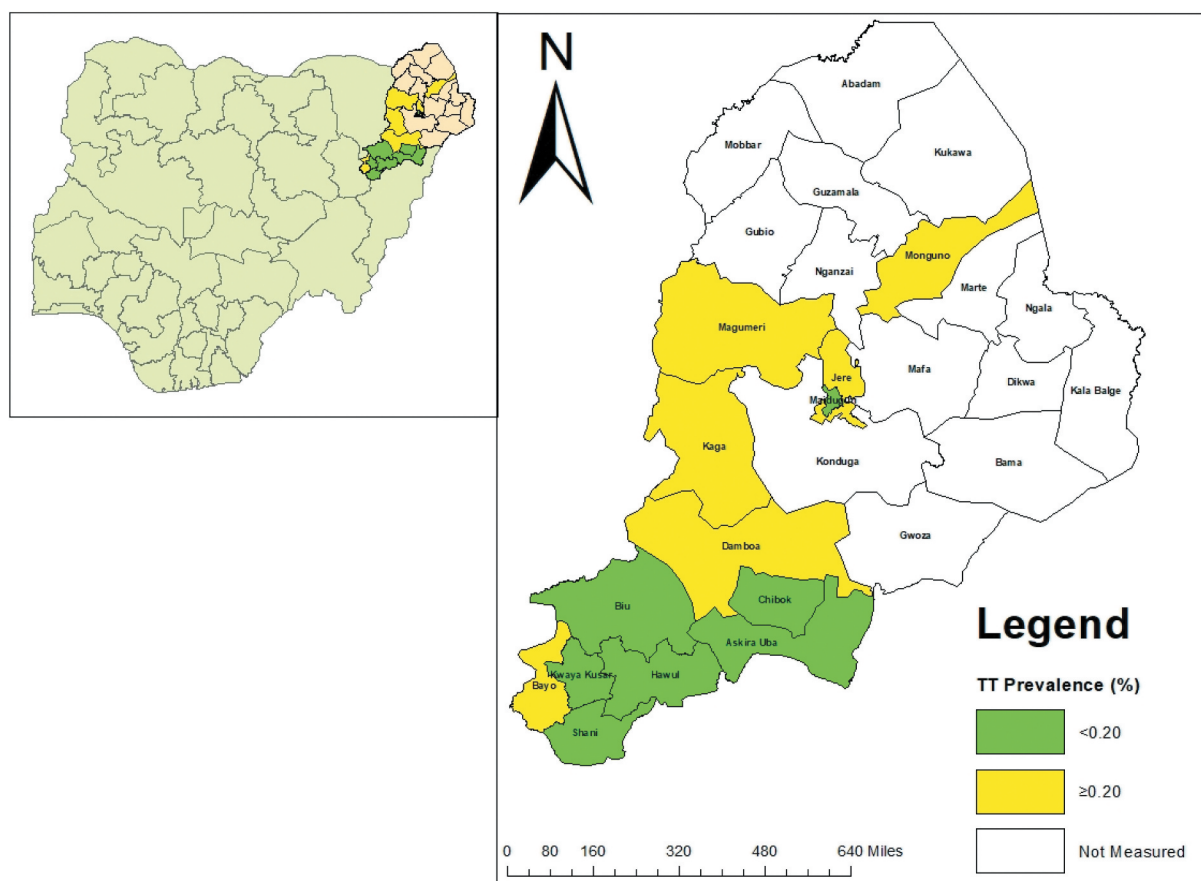 N
Abadam
Mobbar
Kukawa
Guzamala
Gubio
Monguno
Nganzai
Marte
Ngala
Magumeri
Mafa
Jere
Dikwa
Kala Balge
Maiduguri
Kaga
Konduga
Bama
Gwoza
Damboa
Chibok
Biu
Askira Uba
Kwaya Kusar
Hawul
Bayo
Shani
Legend
TT Prevalence (%)
<0.20
≥0.20
Not Measured
0 80 160 320 480 640 Miles